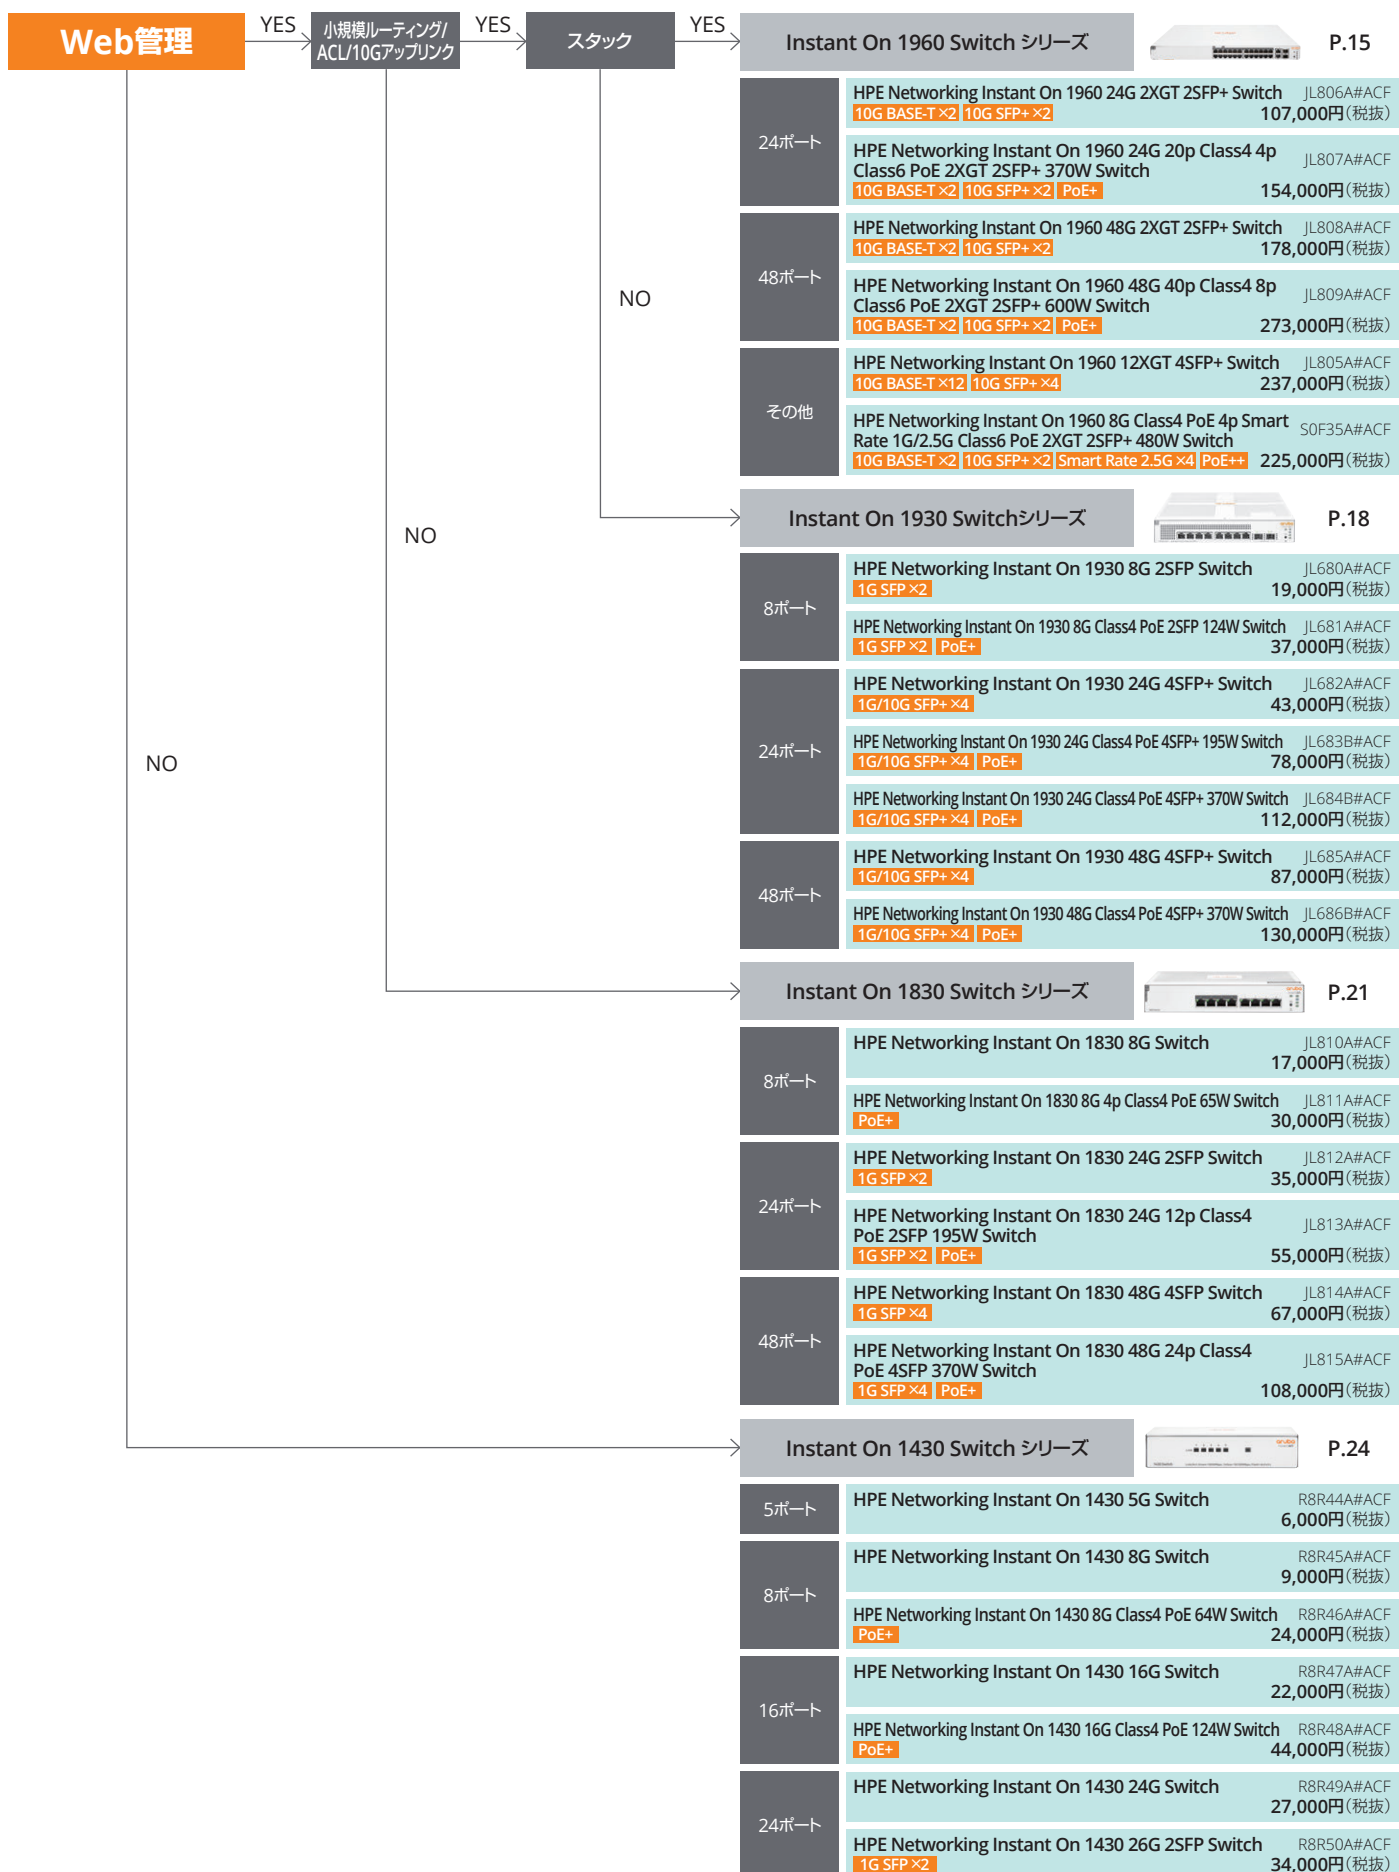 Web管理
YES
小規模ルーティング/
ACL/10Gアップリンク
YES
スタック
YES
NO
NO
NO
Instant On 1960 Switch シリーズ
P.15
24ポート
HPE Networking Instant On 1960 24G 2XGT 2SFP+ Switch JL806A#ACF
10G BASE-T×2 10G SFP+×2 107,000円(税抜)
HPE Networking Instant On 1960 24G 20p Class4 4p
Class6 PoE 2XGT 2SFP+ 370W Switch JL807A#ACF
10G BASE-T×2 10G SFP+×2 PoE+ 154,000円(税抜)
48ポート
HPE Networking Instant On 1960 48G 2XGT 2SFP+ Switch JL808A#ACF
10G BASE-T×2 10G SFP+×2 178,000円(税抜)
HPE Networking Instant On 1960 48G 40p Class4 8p
Class6 PoE 2XGT 2SFP+ 600W Switch JL809A#ACF
10G BASE-T×2 10G SFP+×2 PoE+ 273,000円(税抜)
その他
HPE Networking Instant On 1960 12XGT 4SFP+ Switch JL805A#ACF
10G BASE-T×12 10G SFP+×4 237,000円(税抜)
HPE Networking Instant On 1960 8G Class4 PoE 4p Smart
Rate 1G/2.5G Class6 PoE 2XGT 2SFP+ 480W Switch S0F35A#ACF
10G BASE-T×2 10G SFP+×2 Smart Rate 2.5G×4 PoE++ 225,000円(税抜)
Instant On 1930 Switchシリーズ
P.18
8ポート
HPE Networking Instant On 1930 8G 2SFP Switch JL680A#ACF
1G SFP×2 19,000円(税抜)
HPE Networking Instant On 1930 8G Class4 PoE 2SFP 124W Switch JL681A#ACF
1G SFP×2 PoE+ 37,000円(税抜)
24ポート
HPE Networking Instant On 1930 24G 4SFP+ Switch JL682A#ACF
1G/10G SFP+×4 43,000円(税抜)
HPE Networking Instant On 1930 24G Class4 PoE 4SFP+ 195W Switch JL683B#ACF
1G/10G SFP+×4 PoE+ 78,000円(税抜)
HPE Networking Instant On 1930 24G Class4 PoE 4SFP+ 370W Switch JL684B#ACF
1G/10G SFP+×4 PoE+ 112,000円(税抜)
48ポート
HPE Networking Instant On 1930 48G 4SFP+ Switch JL685A#ACF
1G/10G SFP+×4 87,000円(税抜)
HPE Networking Instant On 1930 48G Class4 PoE 4SFP+ 370W Switch JL686B#ACF
1G/10G SFP+×4 PoE+ 130,000円(税抜)
Instant On 1830 Switch シリーズ
P.21
8ポート
HPE Networking Instant On 1830 8G Switch JL810A#ACF
17,000円(税抜)
HPE Networking Instant On 1830 8G 4p Class4 PoE 65W Switch JL811A#ACF
PoE+ 30,000円(税抜)
24ポート
HPE Networking Instant On 1830 24G 2SFP Switch JL812A#ACF
1G SFP×2 35,000円(税抜)
HPE Networking Instant On 1830 24G 12p Class4
PoE 2SFP 195W Switch JL813A#ACF
1G SFP×2 PoE+ 55,000円(税抜)
48ポート
HPE Networking Instant On 1830 48G 4SFP Switch JL814A#ACF
1G SFP×4 67,000円(税抜)
HPE Networking Instant On 1830 48G 24p Class4
PoE 4SFP 370W Switch JL815A#ACF
1G SFP×4 PoE+ 108,000円(税抜)
Instant On 1430 Switch シリーズ
P.24
5ポート
HPE Networking Instant On 1430 5G Switch R8R44A#ACF
6,000円(税抜)
8ポート
HPE Networking Instant On 1430 8G Switch R8R45A#ACF
9,000円(税抜)
HPE Networking Instant On 1430 8G Class4 PoE 64W Switch R8R46A#ACF
PoE+ 24,000円(税抜)
16ポート
HPE Networking Instant On 1430 16G Switch R8R47A#ACF
22,000円(税抜)
HPE Networking Instant On 1430 16G Class4 PoE 124W Switch R8R48A#ACF
PoE+ 44,000円(税抜)
24ポート
HPE Networking Instant On 1430 24G Switch R8R49A#ACF
27,000円(税抜)
HPE Networking Instant On 1430 26G 2SFP Switch R8R50A#ACF
1G SFP×2 34,000円(税抜)